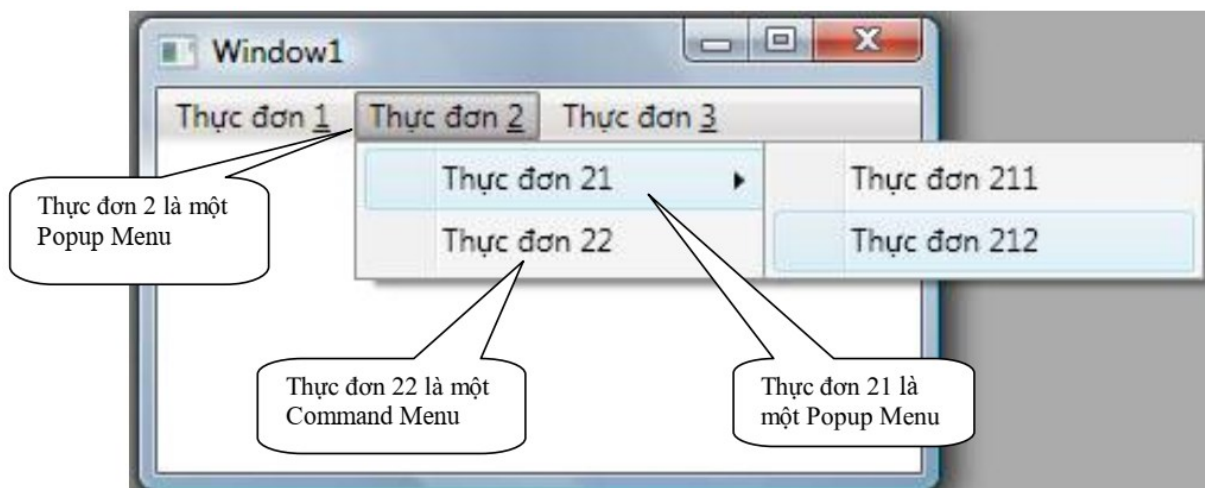 Window1
Thực đơn 1 Thực đơn 2 Thực đơn 3
Thực đơn 21 Thực đơn 211
Thực đơn 22 Thực đơn 212
Thực đơn 2 là một
Popup Menu
Thực đơn 22 là một
Command Menu
Thực đơn 21 là
một Popup Menu